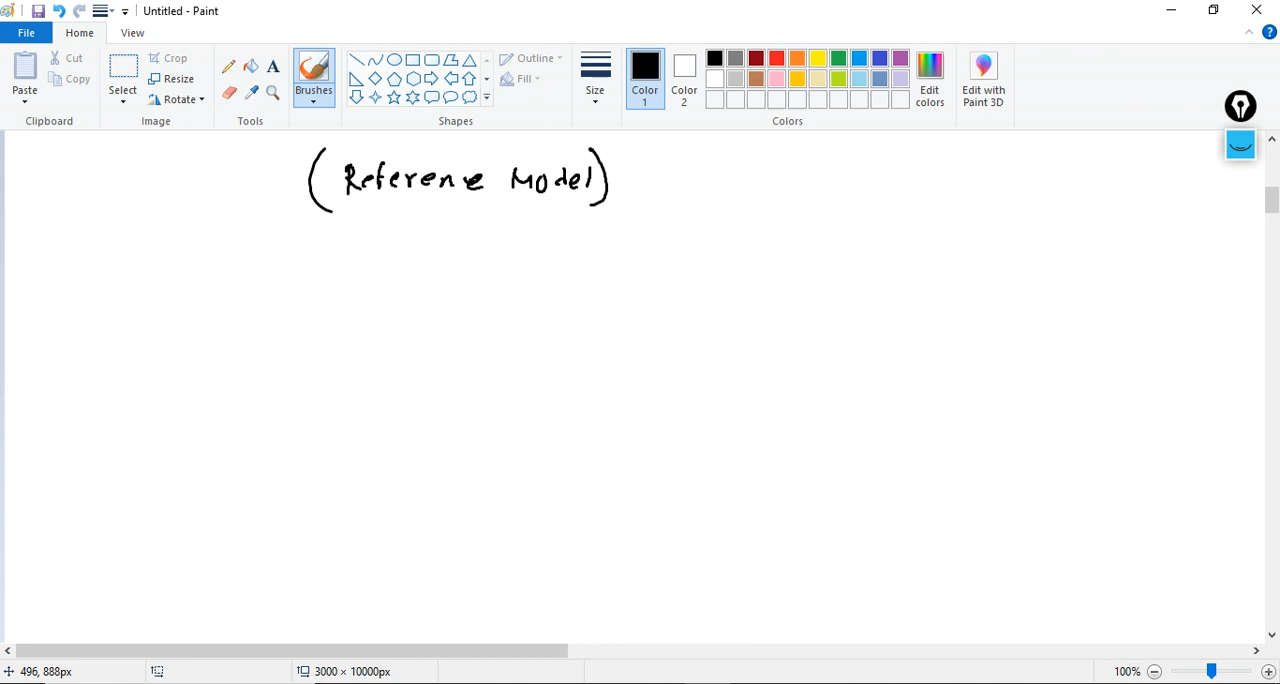 Untitled - Paint
File Home View
Paste
Cut
Copy
Clipboard
Select
Crop
Resize
Rotate
Image
Tools
Brushes
Shapes
Outline
Fill
Size
Color 1
Color 2
Colors
Edit colors
Edit with Paint 3D
(Reference Model)
496, 888px
3000 × 10000px
100%